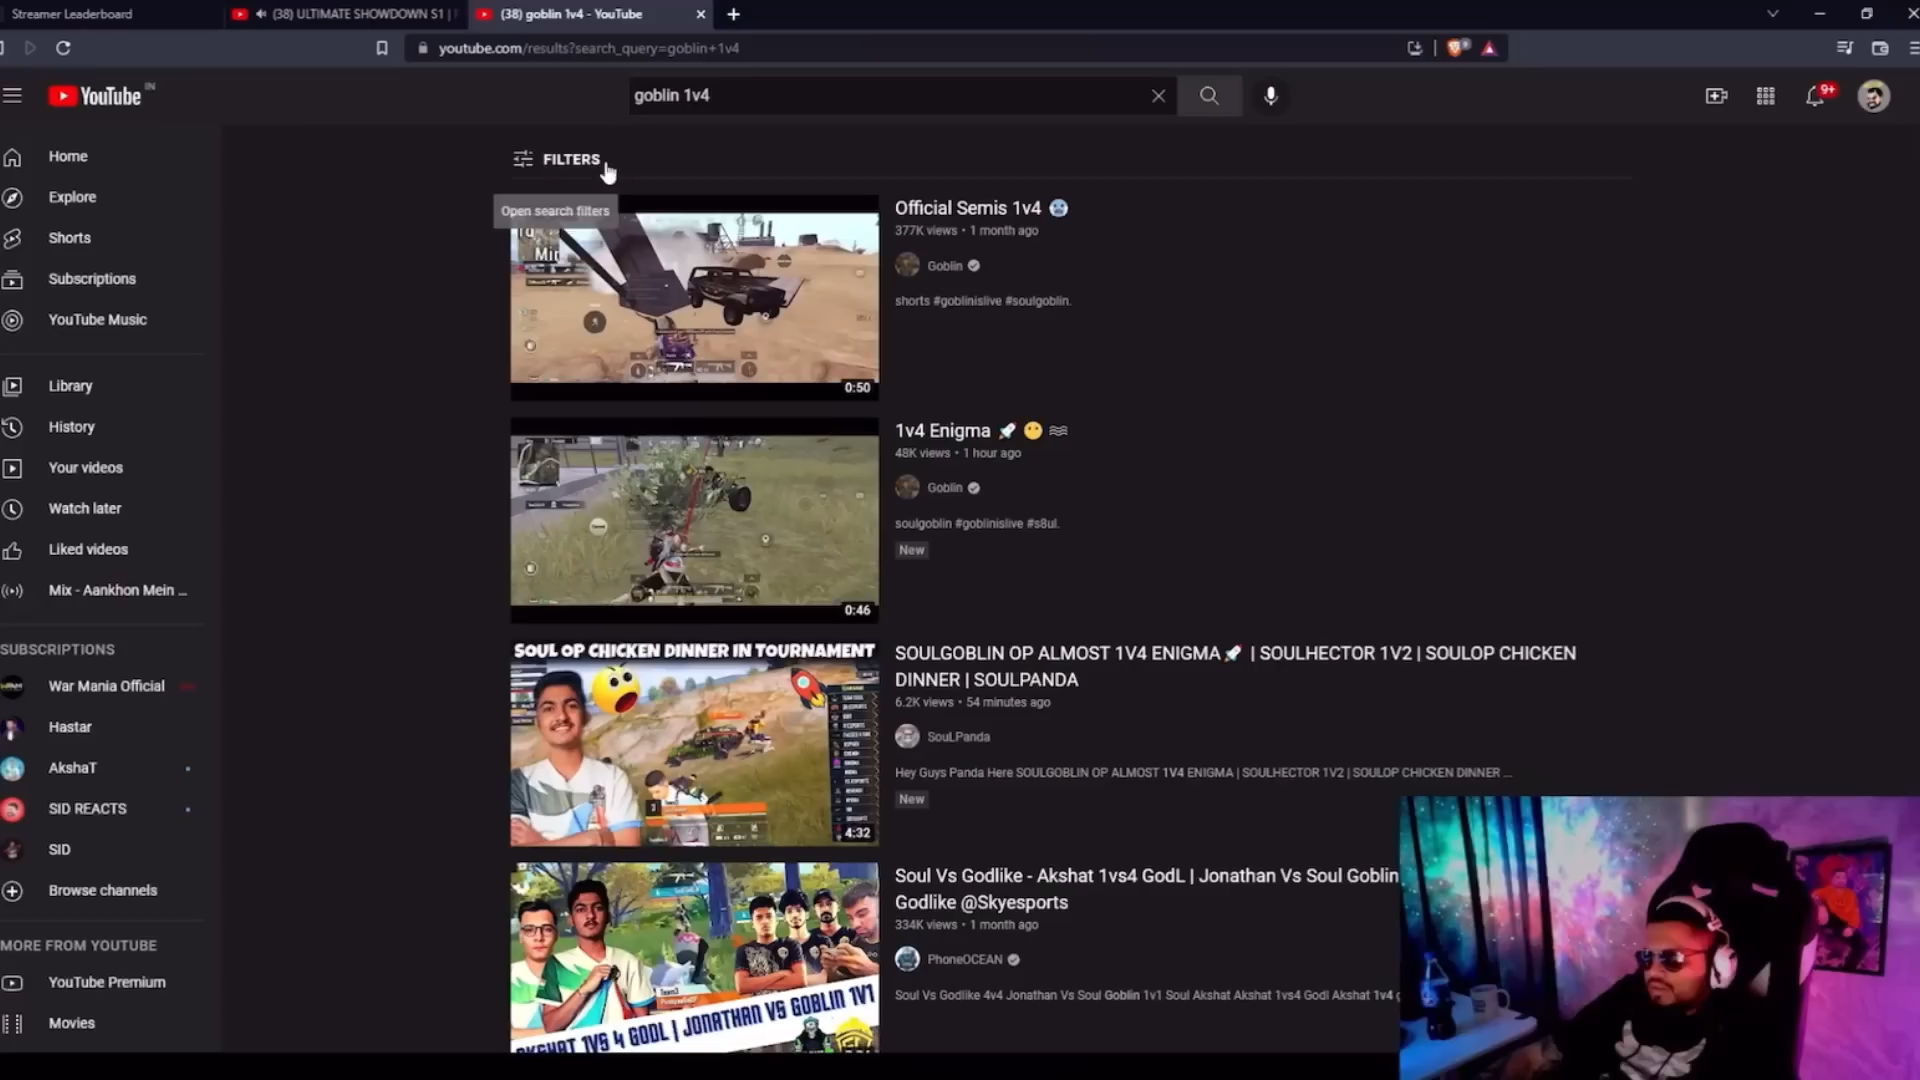 Streamer Leaderboard
(38) ULTIMATE SHOWDOWN S1 |
(38) goblin 1v4 - YouTube
youtube.com/results?search_query=goblin+1v4
YouTube IN
goblin 1v4
9+
Home
Explore
Shorts
Subscriptions
YouTube Music
Library
History
Your videos
Watch later
Liked videos
Mix - Aankhon Mein ...
SUBSCRIPTIONS
War Mania Official
Hastar
AkshaT
SID REACTS
SID
Browse channels
MORE FROM YOUTUBE
YouTube Premium
Movies
FILTERS
Open search filters
0:50
Official Semis 1v4
377K views • 1 month ago
Goblin
shorts #goblinislive #soulgoblin.
0:46
1v4 Enigma
48K views • 1 hour ago
Goblin
soulgoblin #goblinislive #s8ul.
New
SOUL OP CHICKEN DINNER IN TOURNAMENT
4:32
SOULGOBLIN OP ALMOST 1V4 ENIGMA | SOULHECTOR 1V2 | SOULOP CHICKEN
DINNER | SOULPANDA
6.2K views • 54 minutes ago
SouLPanda
Hey Guys Panda Here SOULGOBLIN OP ALMOST 1V4 ENIGMA | SOULHECTOR 1V2 | SOULOP CHICKEN DINNER ...
New
AKSHAT 1VS 4 GODL | JONATHAN VS GOBLIN 1V1
Soul Vs Godlike - Akshat 1vs4 GodL | Jonathan Vs Soul Goblin
Godlike @Skyesports
334K views • 1 month ago
PhoneOCEAN
Soul Vs Godlike 4v4 Jonathan Vs Soul Goblin 1v1 Soul Akshat Akshat 1vs4 Godl Akshat 1v4